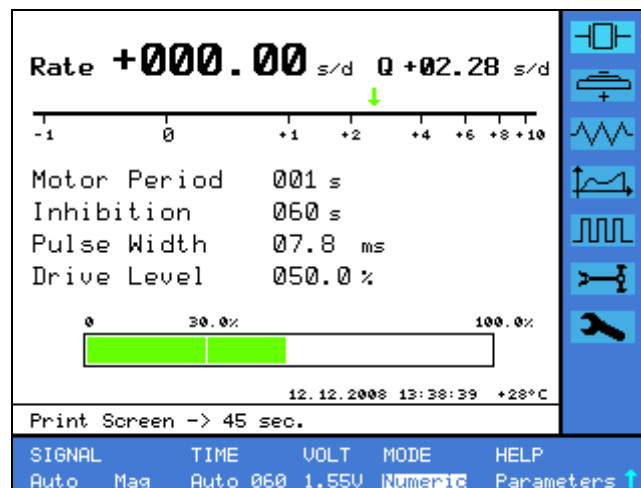 Rate +000.00 s/d Q +02.28 s/d
-1 0 +1 +2 +4 +6 +8 +10
Motor Period 001 s
Inhibition 060 s
Pulse Width 07.8 ms
Drive Level 050.0 %
0 30.0% 100.0%
12.12.2008 13:38:39 +28°C
Print Screen -> 45 sec.
SIGNAL TIME VOLT MODE HELP
Auto Mag Auto 060 1.55V Numeric Parameters